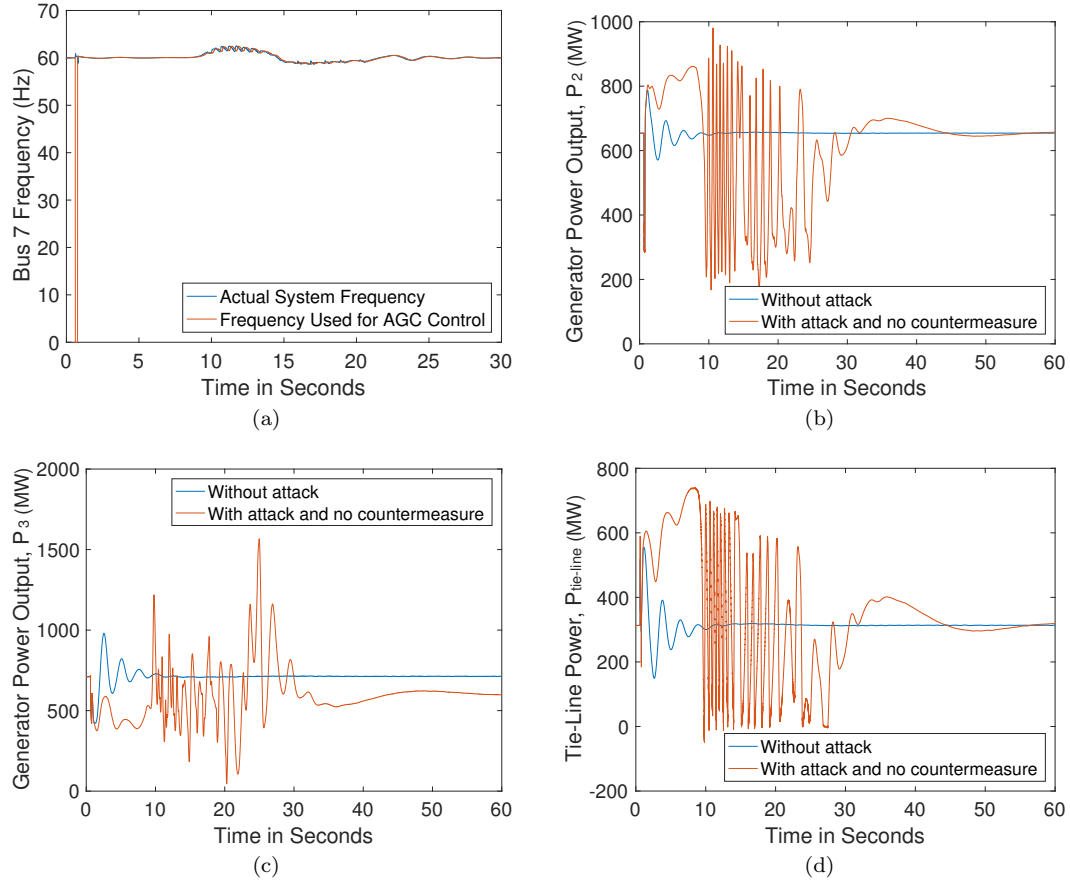 70
60
50
40
30
20
10
0
Bus 7 Frequency (Hz)
Actual System Frequency
Frequency Used for AGC Control
0 5 10 15 20 25 30
Time in Seconds
(a)
1000
800
600
400
200
0
Generator Power Output, P2 (MW)
Without attack
With attack and no countermeasure
0 10 20 30 40 50 60
Time in Seconds
(b)
2000
1500
1000
500
0
Generator Power Output, P3 (MW)
Without attack
With attack and no countermeasure
0 10 20 30 40 50 60
Time in Seconds
(c)
800
600
400
200
0
-200
Tie-Line Power, Ptie-line (MW)
Without attack
With attack and no countermeasure
0 10 20 30 40 50 60
Time in Seconds
(d)